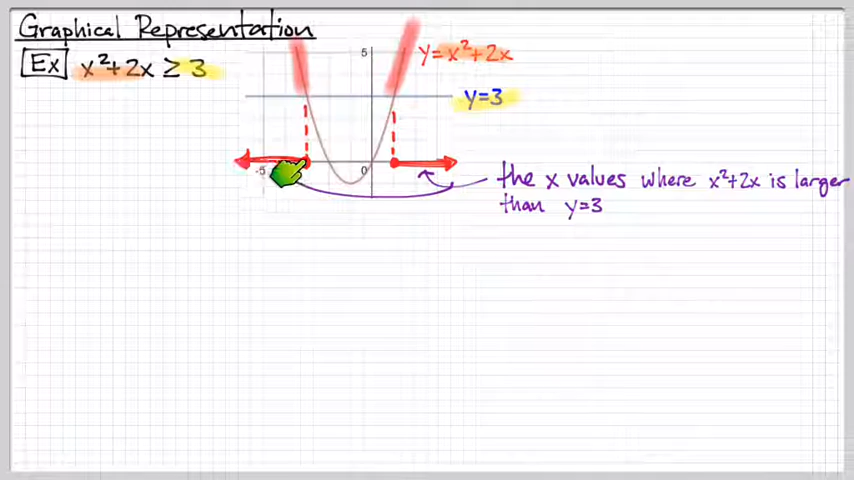 Graphical Representation
Ex x²+2x ≥ 3
5
y=x²+2x
y=3
-5
0
the x values where x²+2x is larger
than y=3